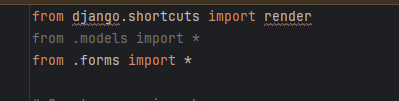 from django.shortcuts import render
from .models import *
from .forms import *